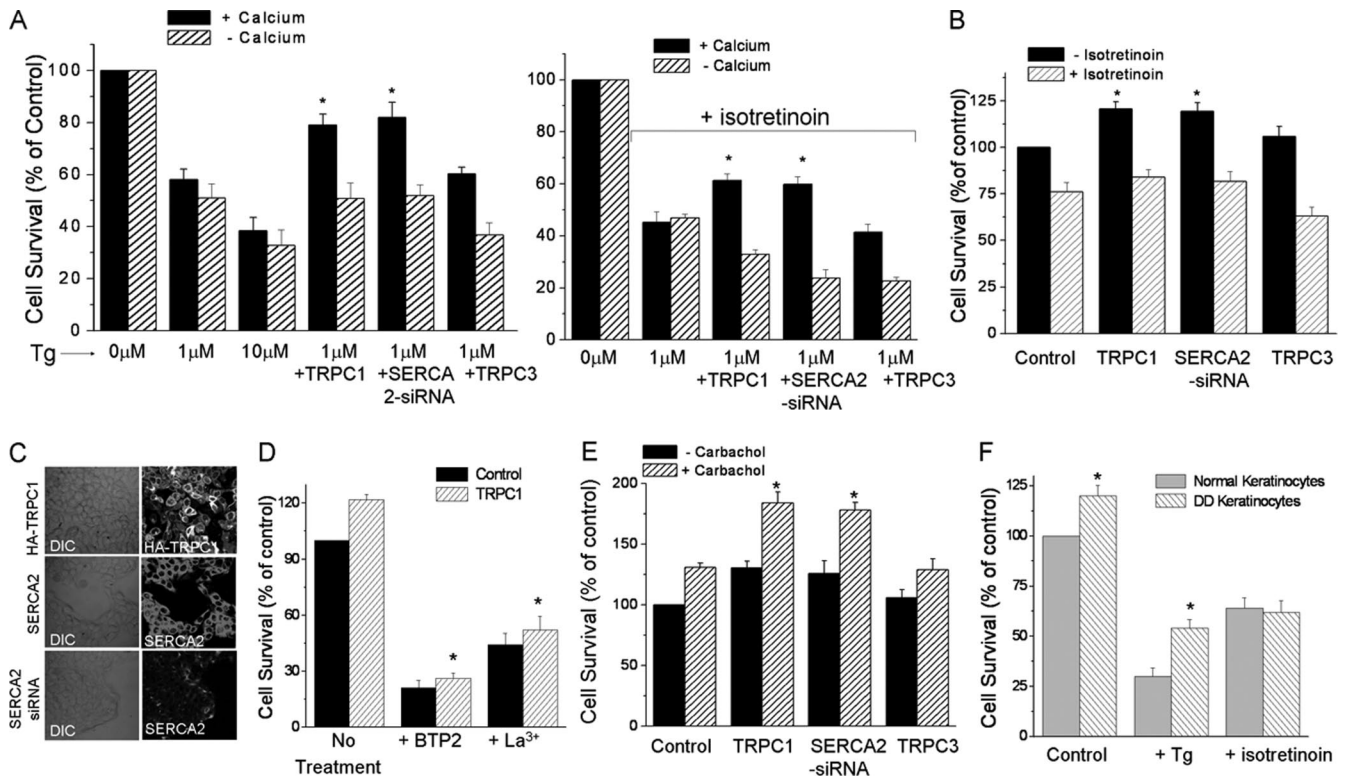 A
+ Calcium
- Calcium
Cell Survival (% of Control)
100
80
60
40
20
0
Tg
0µM
1µM
10µM
1µM
+TRPC1
1µM
+SERCA
2-siRNA
1µM
+TRPC3
+ Calcium
- Calcium
+ isotretinoin
Cell Survival (% of Control)
100
80
60
40
20
0
0µM
1µM
1µM
+TRPC1
1µM
+SERCA2
-siRNA
1µM
+TRPC3
B
- Isotretinoin
+ Isotretinoin
Cell Survival (%of control)
125
100
75
50
25
0
Control
TRPC1
SERCA2
-siRNA
TRPC3
C
HA-TRPC1
DIC
HA-TRPC1
SERCA2
DIC
SERCA2
SERCA2
siRNA
DIC
SERCA2
D
Control
TRPC1
Cell Survival (% of control)
120
90
60
30
0
No
Treatment
+ BTP2
+ La³⁺
E
- Carbachol
+ Carbachol
Cell Survival (% of control)
200
150
100
50
0
Control
TRPC1
SERCA2
-siRNA
TRPC3
F
Normal Keratinocytes
DD Keratinocytes
Cell Survival (% of control)
125
100
75
50
25
0
Control
+ Tg
+ isotretinoin